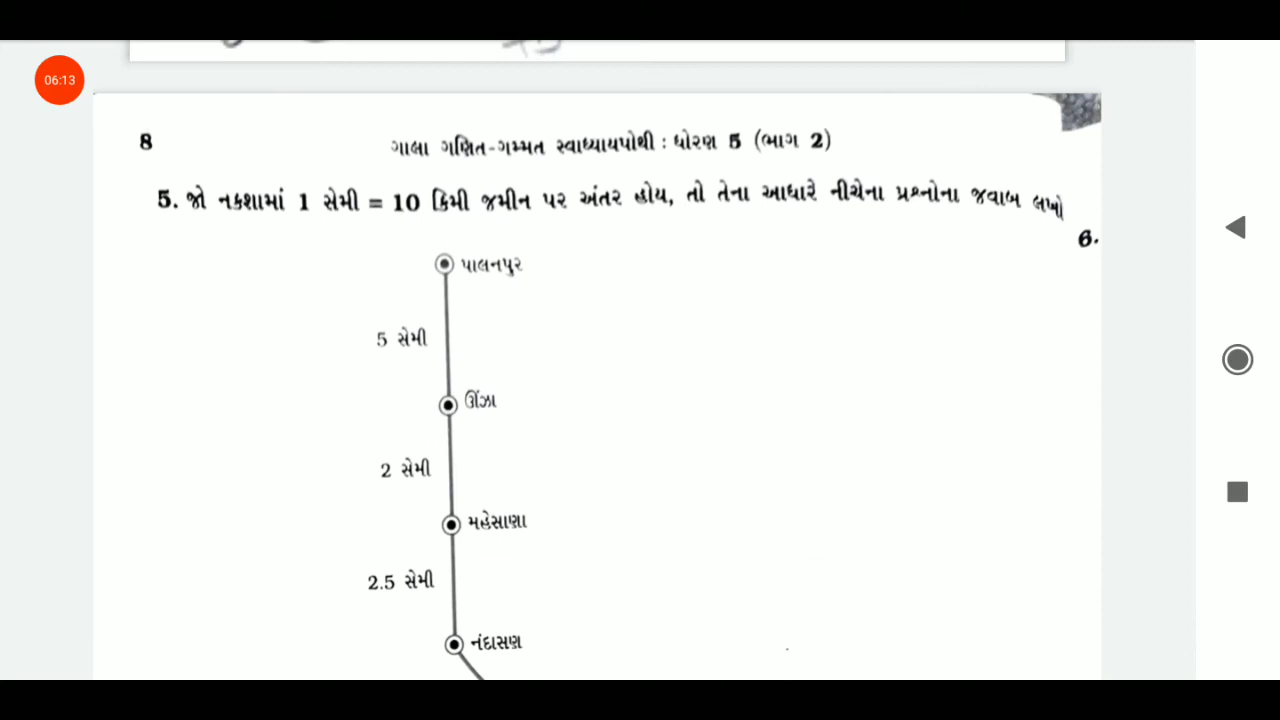 06:13
8
ગાલા ગણિત-ગમ્મત સ્વાધ્યાયપોથી : ધોરણ 5 (ભાગ 2)
5. જો નકશામાં 1 સેમી = 10 કિમી જમીન પર અંતર હોય, તો તેના આધારે નીચેના પ્રશ્નોના જવાબ લખો
6.
પાલનપુર
5 સેમી
ઊંઝા
2 સેમી
મહેસાણા
2.5 સેમી
નંદાસણ